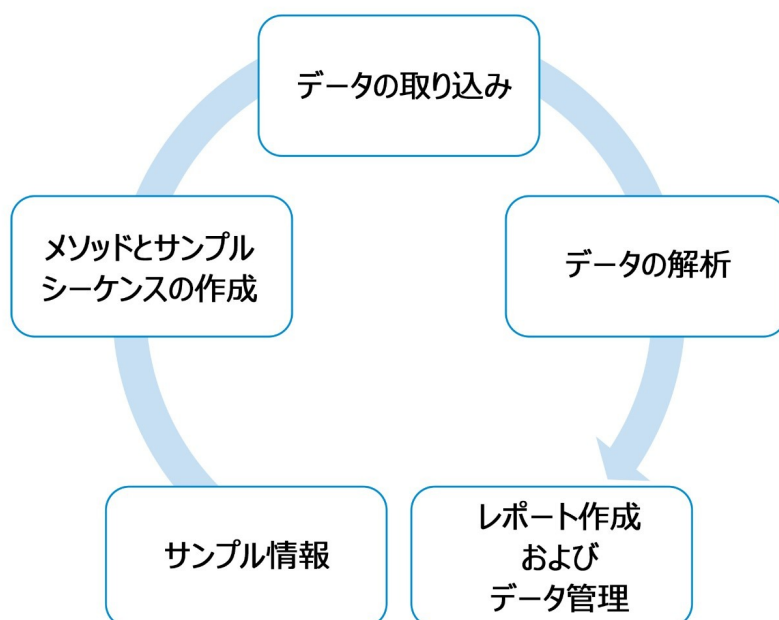 データの取り込み
メソッドとサンプル
シーケンスの作成
データの解析
サンプル情報
レポート作成
および
データ管理